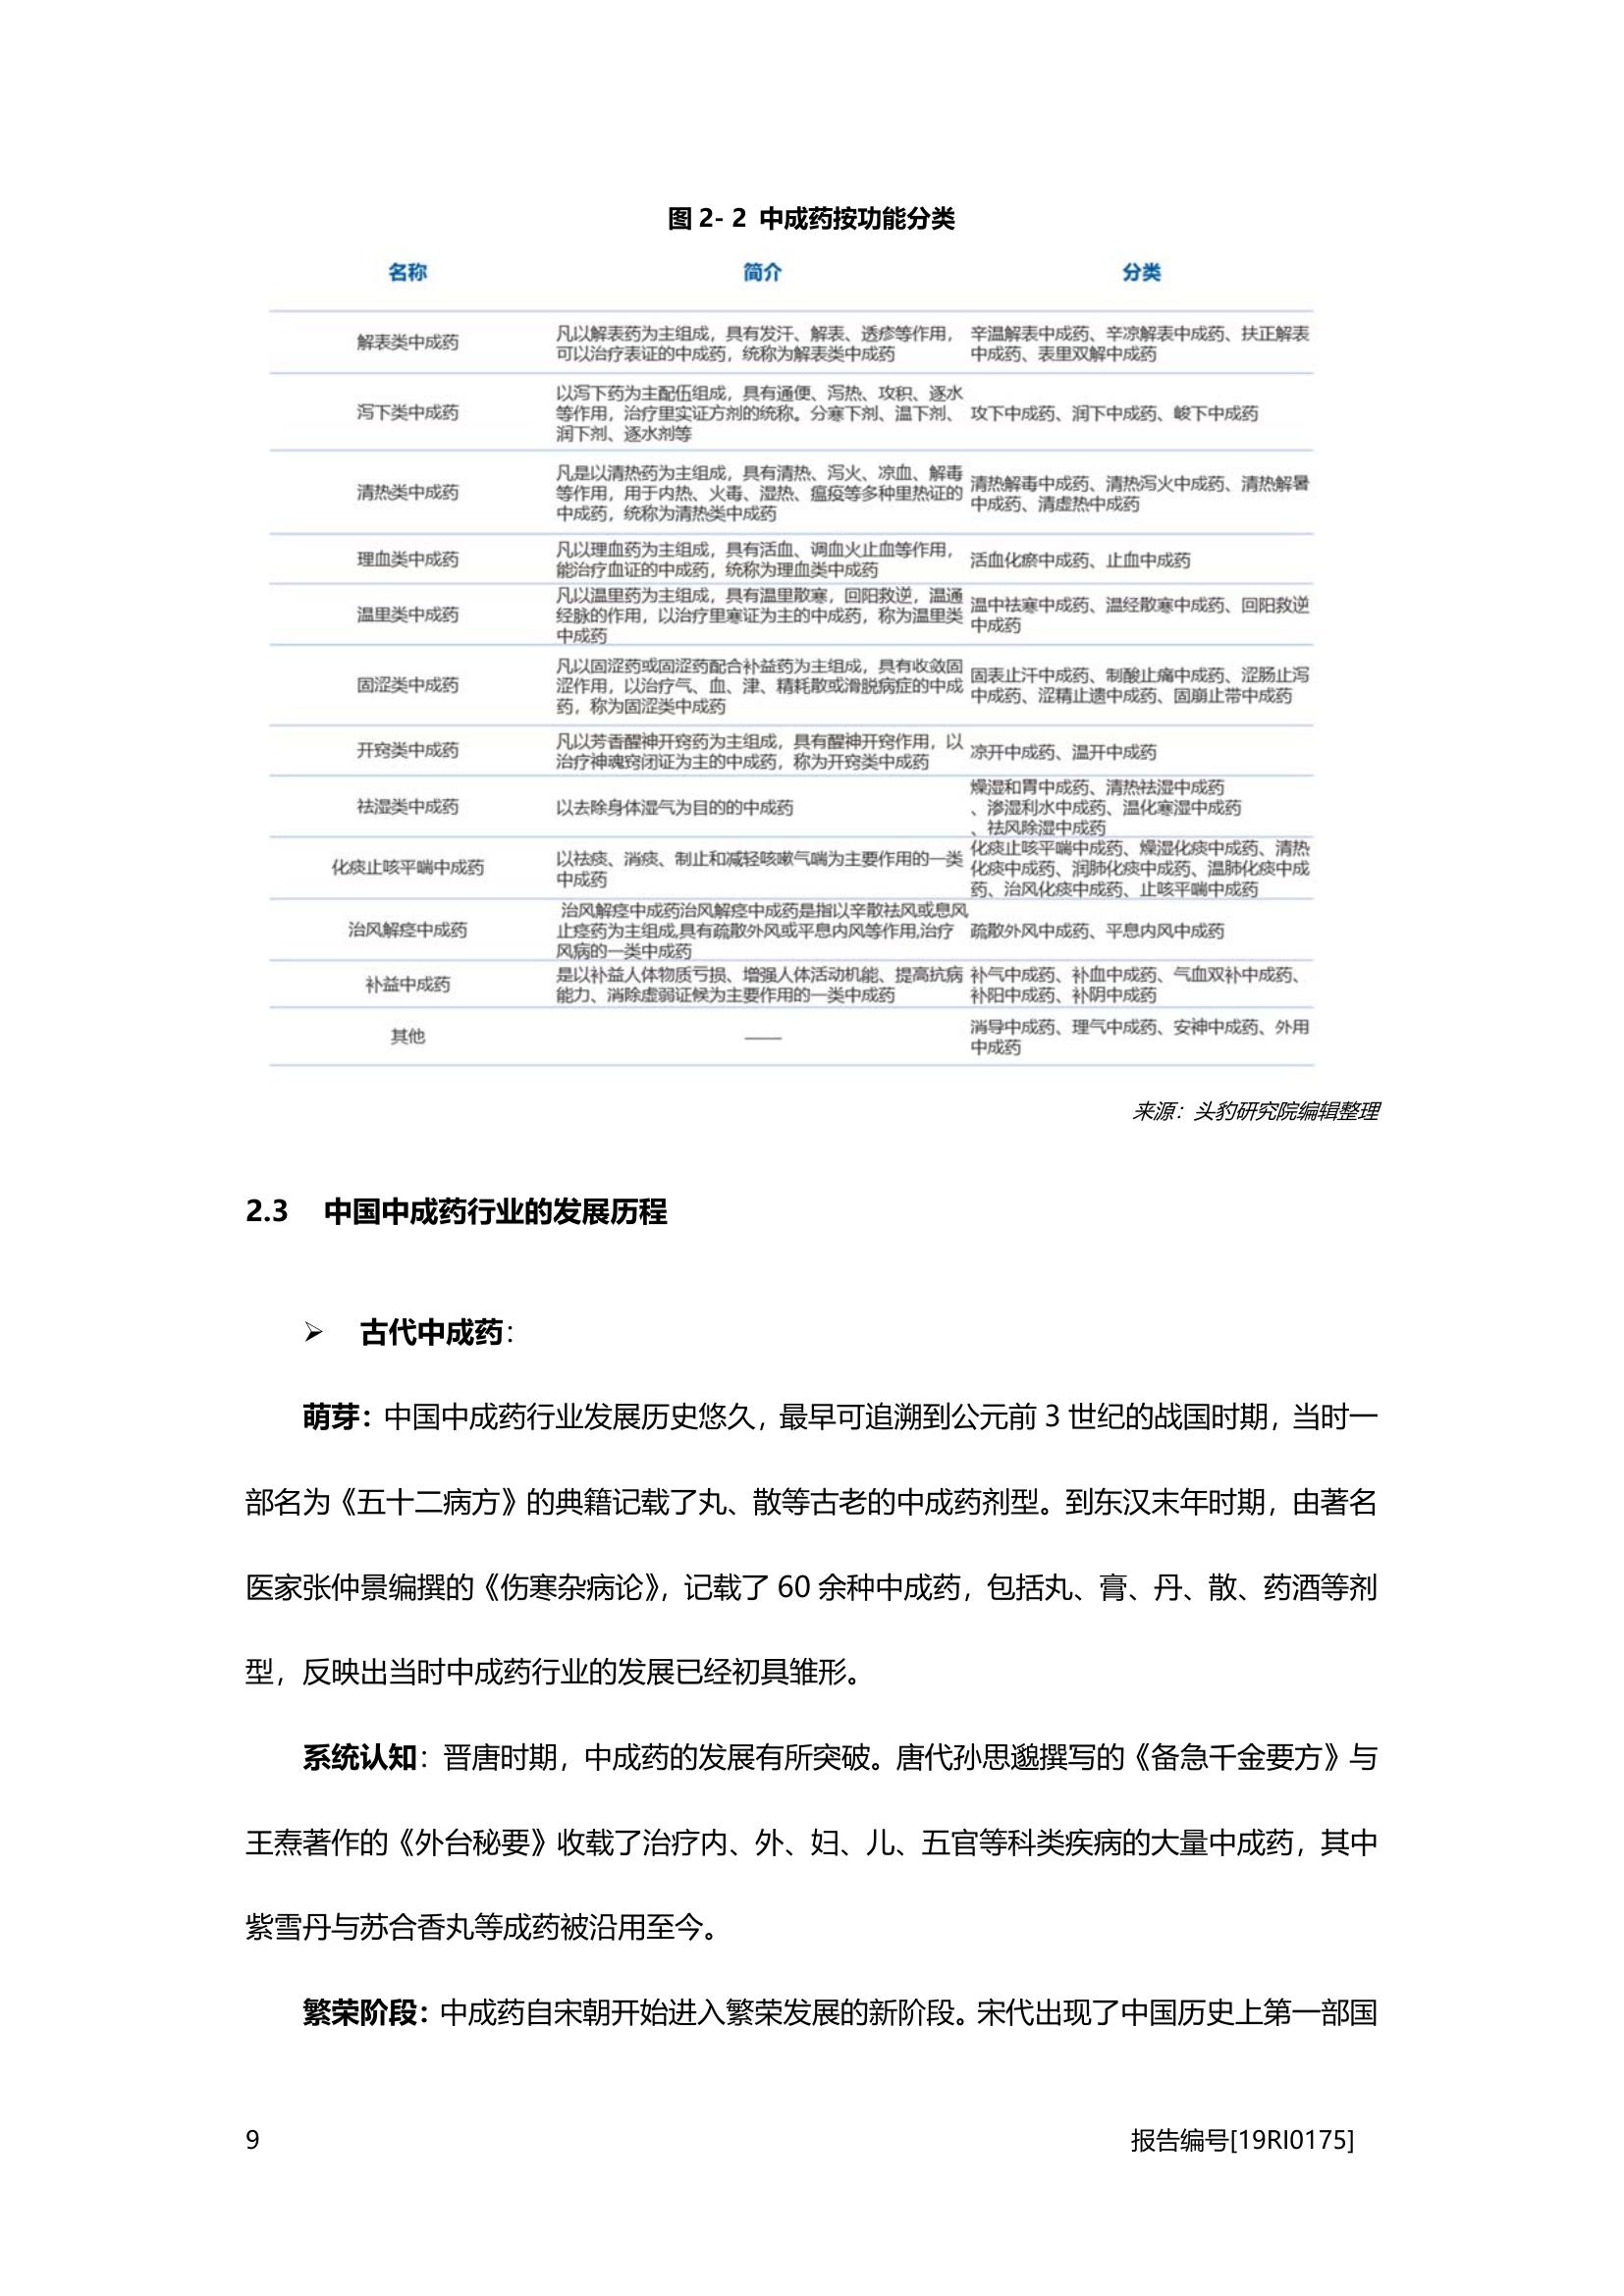 图 2- 2 中成药按功能分类
名称 简介 分类
解表类中成药
凡以解表药为主组成，具有发汗、解表、透疹等作用，
可以治疗表证的中成药，统称为解表类中成药
辛温解表中成药、辛凉解表中成药、扶正解表
中成药、表里双解中成药
泻下类中成药
以泻下药为主配伍组成，具有通便、泻热、攻积、逐水
等作用，治疗里实证方剂的统称。分寒下剂、温下剂、
润下剂、逐水剂等
攻下中成药、润下中成药、峻下中成药
清热类中成药
凡是以清热药为主组成，具有清热、泻火、凉血、解毒
等作用，用于内热、火毒、湿热、瘟疫等多种里热证的
中成药，统称为清热类中成药
清热解毒中成药、清热泻火中成药、清热解暑
中成药、清虚热中成药
理血类中成药
凡以理血药为主组成，具有活血、调血火止血等作用，
能治疗血证的中成药，统称为理血类中成药
活血化瘀中成药、止血中成药
温里类中成药
凡以温里药为主组成，具有温里散寒，回阳救逆，温通
经脉的作用，以治疗里寒证为主的中成药，称为温里类
中成药
温中祛寒中成药、温经散寒中成药、回阳救逆
中成药
固涩类中成药
凡以固涩药或固涩药配合补益药为主组成，具有收敛固
涩作用，以治疗气、血、津、精耗散或滑脱病症的中成
药，称为固涩类中成药
固表止汗中成药、制酸止痛中成药、涩肠止泻
中成药、涩精止遗中成药、固崩止带中成药
开窍类中成药
凡以芳香醒神开窍药为主组成，具有醒神开窍作用，以
治疗神魂窍闭证为主的中成药，称为开窍类中成药
凉开中成药、温开中成药
祛湿类中成药
以去除身体湿气为目的的中成药
燥湿和胃中成药、清热祛湿中成药
、渗湿利水中成药、温化寒湿中成药
、祛风除湿中成药
化痰止咳平喘中成药
以祛痰、消痰、制止和减轻咳嗽气喘为主要作用的一类
中成药
化痰止咳平喘中成药、燥湿化痰中成药、清热
化痰中成药、润肺化痰中成药、温肺化痰中成
药、治风化痰中成药、止咳平喘中成药
治风解痉中成药
治风解痉中成药治风解痉中成药是指以辛散祛风或息风
止痉药为主组成,具有疏散外风或平息内风等作用,治疗
风病的一类中成药
疏散外风中成药、平息内风中成药
补益中成药
是以补益人体物质亏损、增强人体活动机能、提高抗病
能力、消除虚弱证候为主要作用的一类中成药
补气中成药、补血中成药、气血双补中成药、
补阳中成药、补阴中成药
其他
——
消导中成药、理气中成药、安神中成药、外用
中成药
来源：头豹研究院编辑整理
2.3 中国中成药行业的发展历程
➢ 古代中成药：
萌芽：中国中成药行业发展历史悠久，最早可追溯到公元前 3 世纪的战国时期，当时一
部名为《五十二病方》的典籍记载了丸、散等古老的中成药剂型。到东汉末年时期，由著名
医家张仲景编撰的《伤寒杂病论》，记载了 60 余种中成药，包括丸、膏、丹、散、药酒等剂
型，反映出当时中成药行业的发展已经初具雏形。
系统认知：晋唐时期，中成药的发展有所突破。唐代孙思邈撰写的《备急千金要方》与
王焘著作的《外台秘要》收载了治疗内、外、妇、儿、五官等科类疾病的大量中成药，其中
紫雪丹与苏合香丸等成药被沿用至今。
繁荣阶段：中成药自宋朝开始进入繁荣发展的新阶段。宋代出现了中国历史上第一部国
9 报告编号[19RI0175]